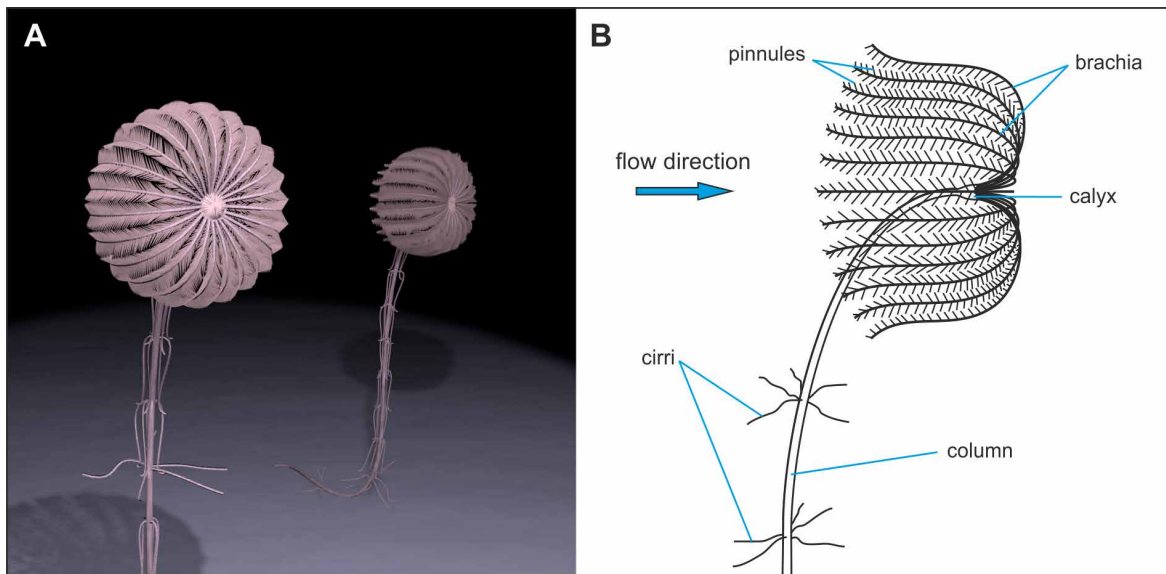 A
B
pinnules
brachia
flow direction
calyx
cirri
column